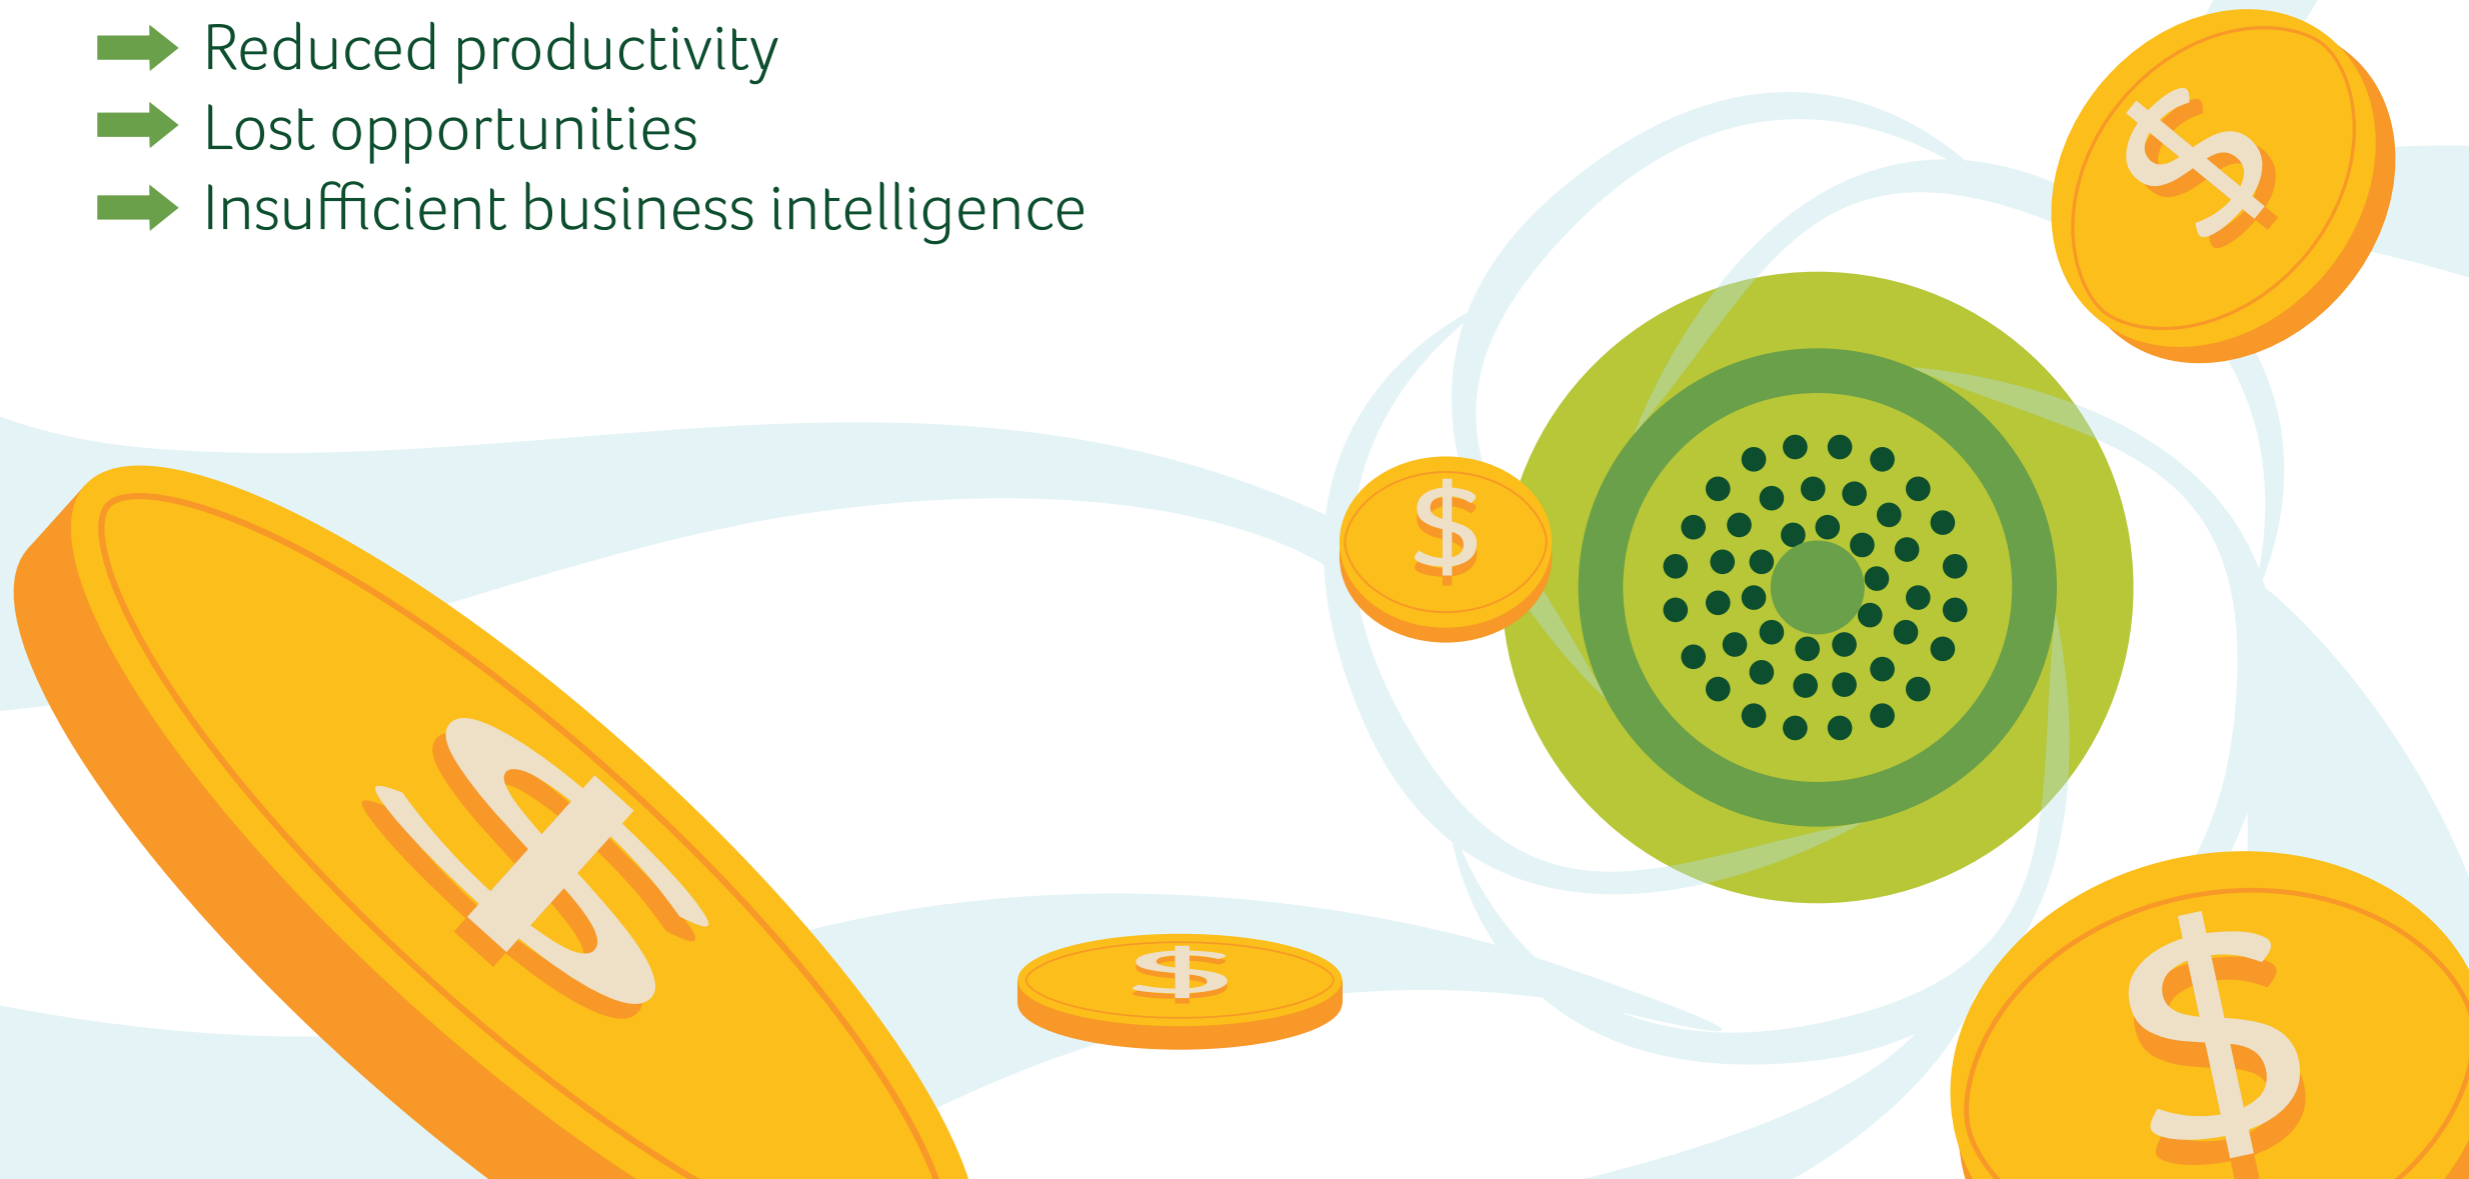 Reduced productivity
Lost opportunities
Insufficient business intelligence
$
$
$
$
$